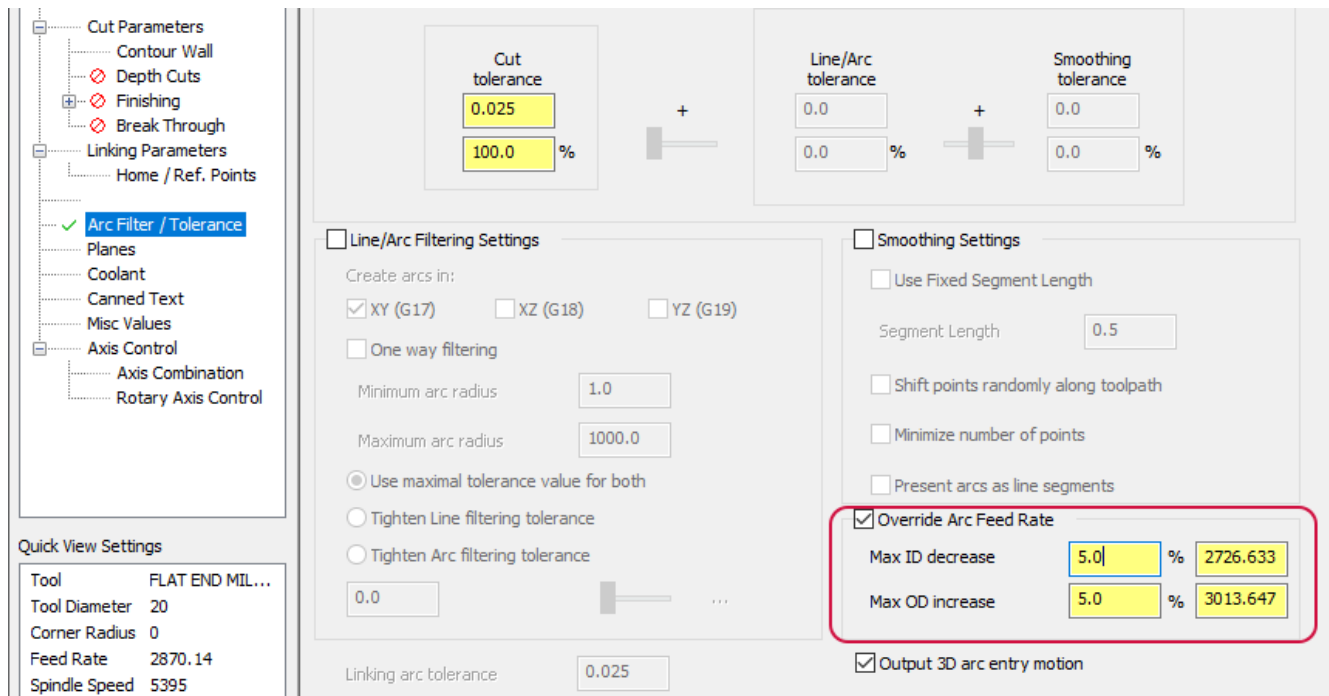 Cut Parameters
Contour Wall
Depth Cuts
Finishing
Break Through
Linking Parameters
Home / Ref. Points
Arc Filter / Tolerance
Planes
Coolant
Canned Text
Misc Values
Axis Control
Axis Combination
Rotary Axis Control
Quick View Settings
Tool FLAT END MIL...
Tool Diameter 20
Corner Radius 0
Feed Rate 2870.14
Spindle Speed 5395
Cut
tolerance
0.025
100.0 %
+
Line/Arc
tolerance
0.0
0.0 %
+
Smoothing
tolerance
0.0
0.0 %
Line/Arc Filtering Settings
Create arcs in:
XY (G17) XZ (G18) YZ (G19)
One way filtering
Minimum arc radius 1.0
Maximum arc radius 1000.0
Use maximal tolerance value for both
Tighten Line filtering tolerance
Tighten Arc filtering tolerance
0.0 ...
Linking arc tolerance 0.025
Smoothing Settings
Use Fixed Segment Length
Segment Length 0.5
Shift points randomly along toolpath
Minimize number of points
Present arcs as line segments
Override Arc Feed Rate
Max ID decrease 5.0 % 2726.633
Max OD increase 5.0 % 3013.647
Output 3D arc entry motion